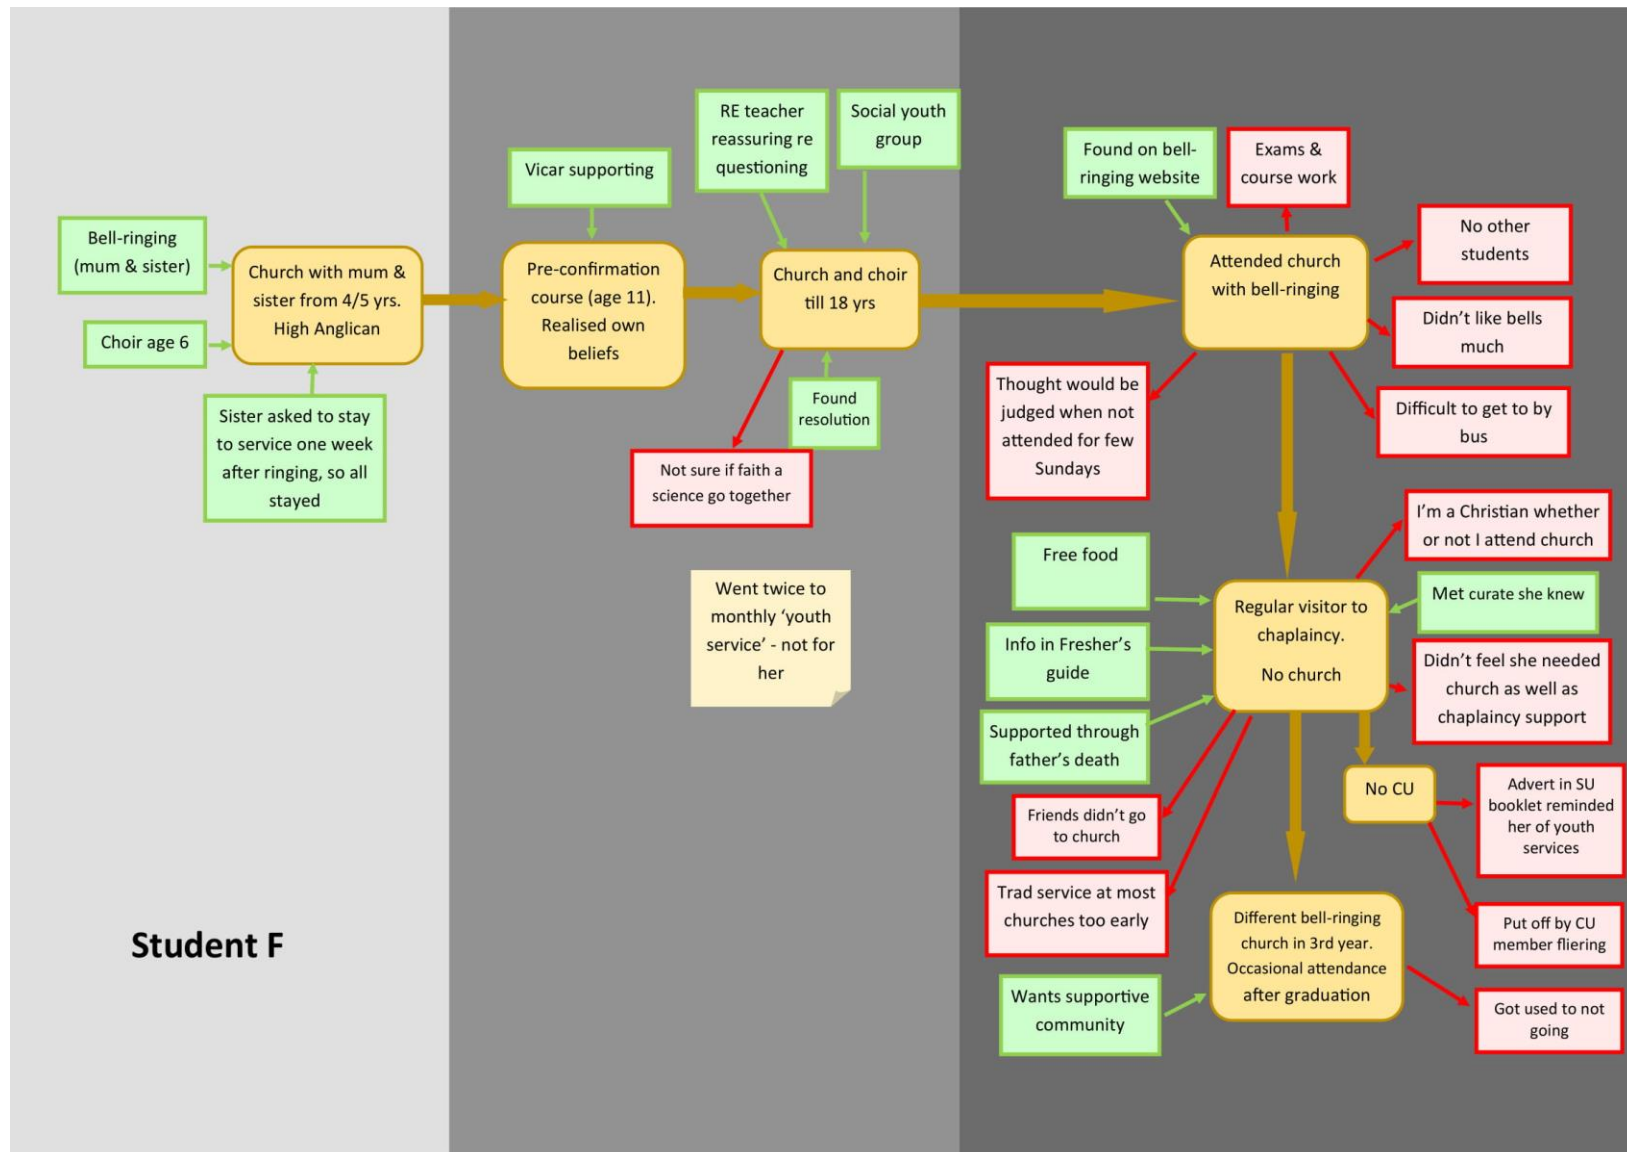 Bell-ringing
(mum & sister)
Choir age 6
Sister asked to stay
to service one week
after ringing, so all
stayed
Church with mum &
sister from 4/5 yrs.
High Anglican
Student F
Vicar supporting
Pre-confirmation
course (age 11).
Realised own
beliefs
RE teacher
reassuring re
questioning
Social youth
group
Church and choir
till 18 yrs
Found
resolution
Not sure if faith a
science go together
Went twice to
monthly ‘youth
service’ - not for
her
Found on bell-
ringing website
Exams &
course work
No other
students
Attended church
with bell-ringing
Didn’t like bells
much
Difficult to get to by
bus
Thought would be
judged when not
attended for few
Sundays
I’m a Christian whether
or not I attend church
Free food
Met curate she knew
Regular visitor to
chaplaincy.
No church
Info in Fresher’s
guide
Didn’t feel she needed
church as well as
chaplaincy support
Supported through
father’s death
No CU
Advert in SU
booklet reminded
her of youth
services
Friends didn’t go
to church
Trad service at most
churches too early
Put off by CU
member fliering
Different bell-ringing
church in 3rd year.
Occasional attendance
after graduation
Wants supportive
community
Got used to not
going